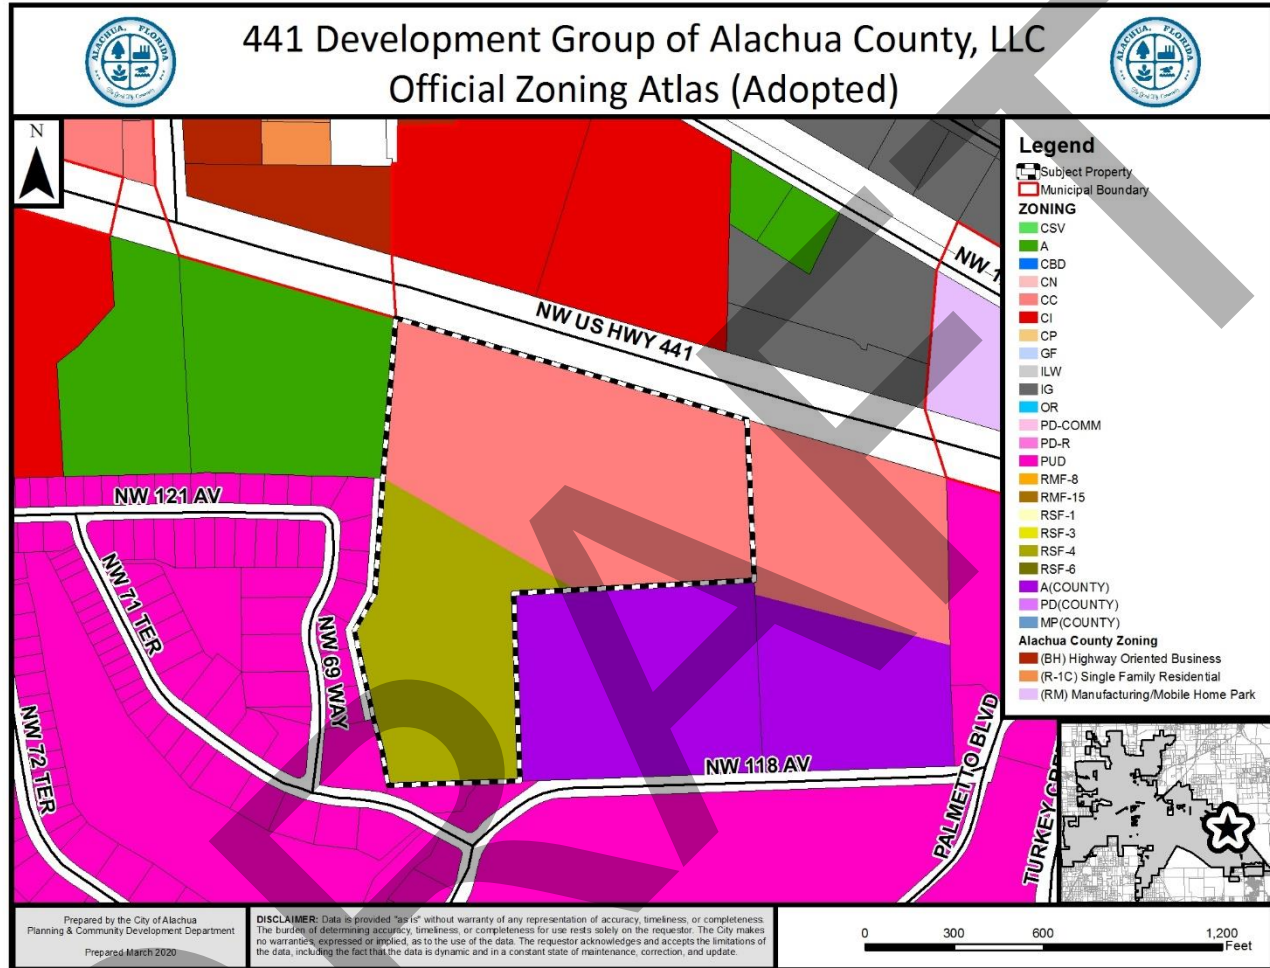 441 Development Group of Alachua County, LLC
Official Zoning Atlas (Adopted)
ALACHUA, FLORIDA
ALACHUA, FLORIDA
N
NW US HWY 441
NW 121 AV
NW 71 TER
NW 69 WAY
NW 72 TER
NW 118 AV
PALMETTO BLVD
Legend
Subject Property
Municipal Boundary
ZONING
CSV
A
CBD
CN
CC
CI
CP
GF
ILW
IG
OR
PD-COMM
PD-R
PUD
RMF-8
RMF-15
RSF-1
RSF-3
RSF-4
RSF-6
A(COUNTY)
PD(COUNTY)
MP(COUNTY)
Alachua County Zoning
(BH) Highway Oriented Business
(R-1C) Single Family Residential
(RM) Manufacturing/Mobile Home Park
TURKEY
Prepared by the City of Alachua
Planning & Community Development Department
Prepared March 2020
DISCLAIMER: Data is provided "as is" without warranty of any representation of accuracy, timeliness, or completeness.
The burden of determining accuracy, timeliness, or completeness for use rests solely on the requestor. The City makes
no warranties, expressed or implied, as to the use of the data. The requestor acknowledges and accepts the limitations of
the data, including the fact that the data is dynamic and in a constant state of maintenance, correction, and update.
0 300 600 1,200
Feet
DRAFT